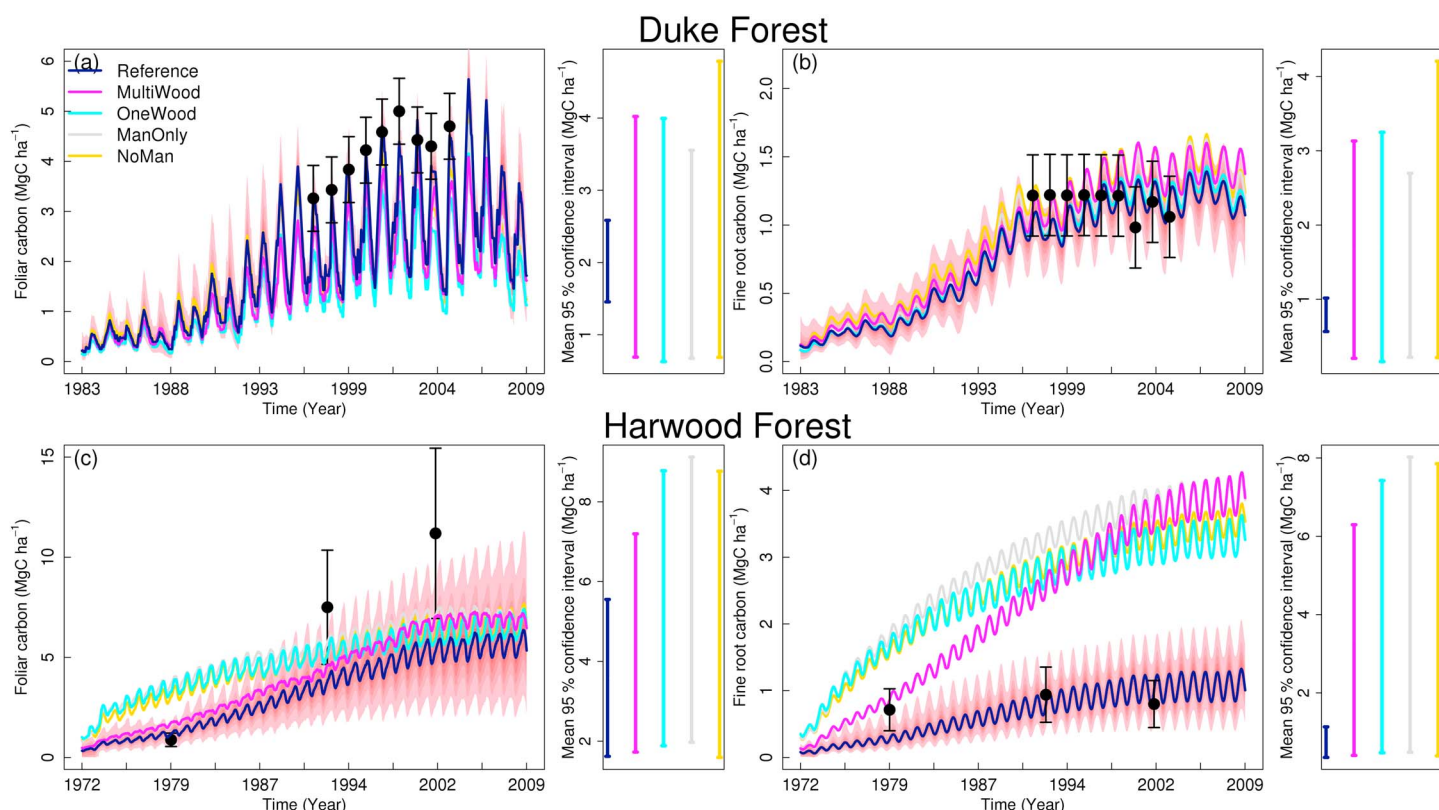 Duke Forest
(a)
Reference
MultiWood
OneWood
ManOnly
NoMan
Foliar carbon (MgC ha⁻¹)
0 1 2 3 4 5 6
1983 1988 1993 1999 2004 2009
Time (Year)
Mean 95 % confidence interval (MgC ha⁻¹)
1 2 3 4
(b)
Fine root carbon (MgC ha⁻¹)
0.0 0.5 1.0 1.5 2.0
1983 1988 1993 1999 2004 2009
Time (Year)
Mean 95 % confidence interval (MgC ha⁻¹)
1 2 3 4
Harwood Forest
(c)
Foliar carbon (MgC ha⁻¹)
0 5 10 15
1972 1979 1987 1994 2002 2009
Time (Year)
Mean 95 % confidence interval (MgC ha⁻¹)
2 4 6 8
(d)
Fine root carbon (MgC ha⁻¹)
0 1 2 3 4
1972 1979 1987 1994 2002 2009
Time (Year)
Mean 95 % confidence interval (MgC ha⁻¹)
2 4 6 8